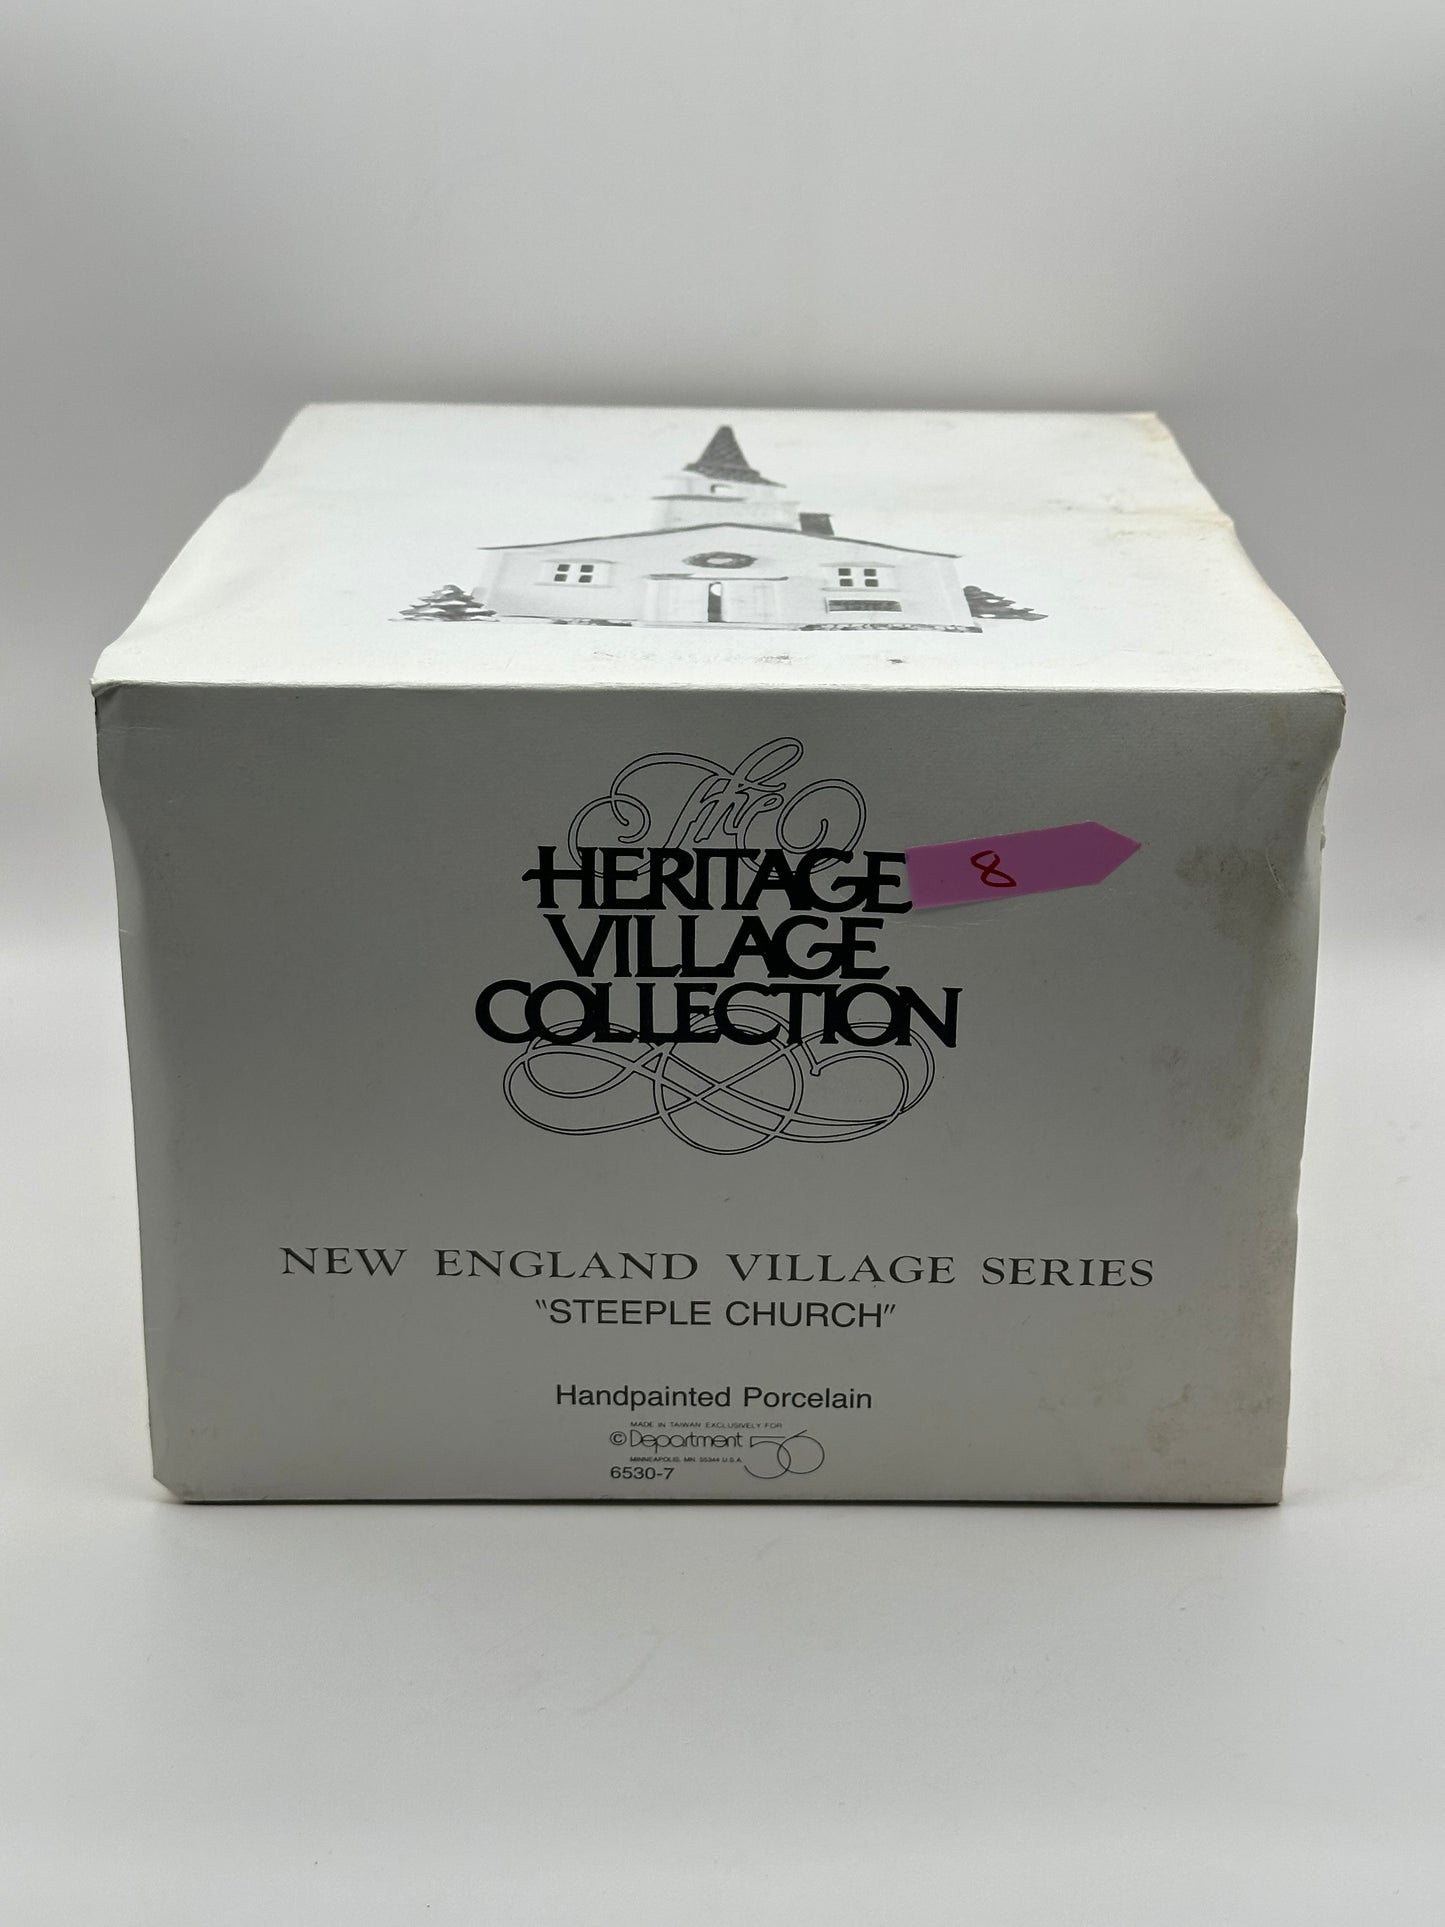 The
HERITAGE
8
VILLAGE
COLLECTION
NEW ENGLAND VILLAGE SERIES
"STEEPLE CHURCH"
Handpainted Porcelain
MADE IN TAIWAN EXCLUSIVELY FOR
© Department 56
MINNEAPOLIS, MN 55344 U.S.A.
6530-7